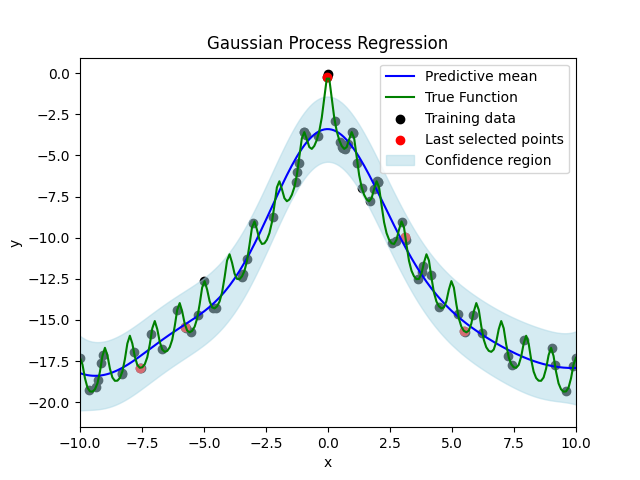 Gaussian Process Regression
Predictive mean
True Function
Training data
Last selected points
Confidence region
0.0
−2.5
−5.0
−7.5
−10.0
−12.5
−15.0
−17.5
−20.0
y
−10.0 −7.5 −5.0 −2.5 0.0 2.5 5.0 7.5 10.0
x